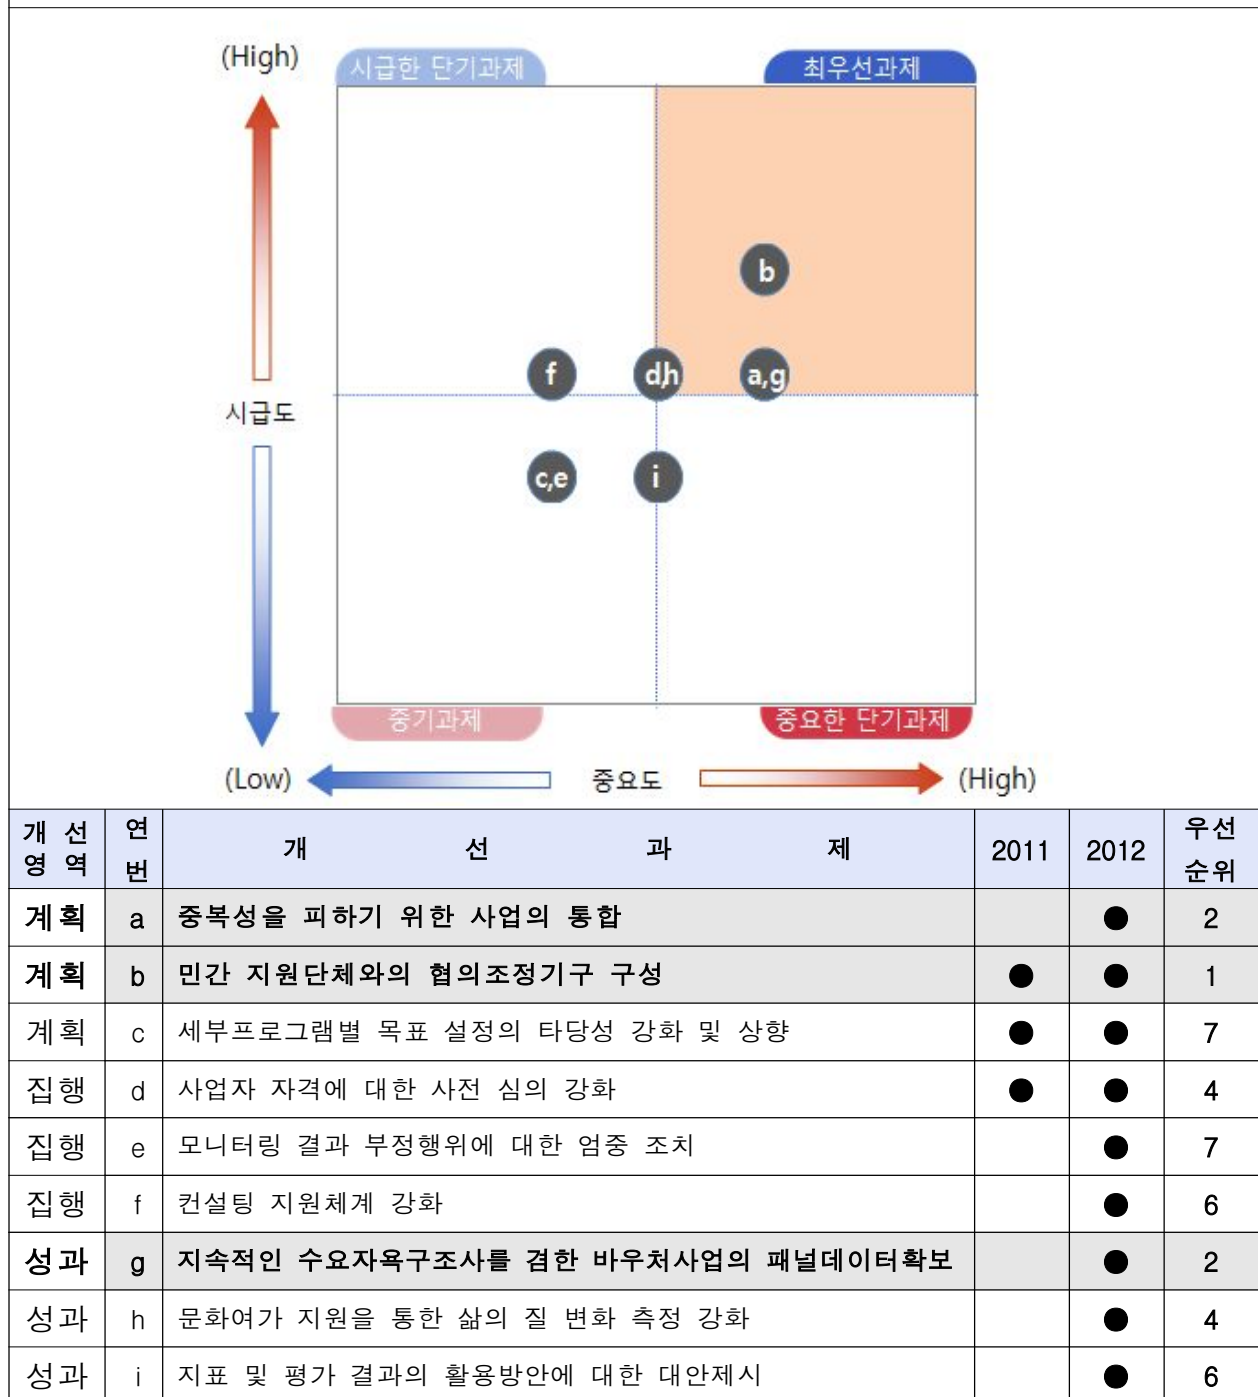 (High)
시급한 단기과제
최우선과제
b
f
d,h
a,g
시급도
c,e
i
중기과제
중요한 단기과제
(Low)
중요도
(High)
개 선 영 역 연 번 개 선 과 제 2011 2012 우선 순위
계획 a 중복성을 피하기 위한 사업의 통합 ● 2
계획 b 민간 지원단체와의 협의조정기구 구성 ● ● 1
계획 c 세부프로그램별 목표 설정의 타당성 강화 및 상향 ● ● 7
집행 d 사업자 자격에 대한 사전 심의 강화 ● ● 4
집행 e 모니터링 결과 부정행위에 대한 엄중 조치 ● 7
집행 f 컨설팅 지원체계 강화 ● 6
성과 g 지속적인 수요자욕구조사를 겸한 바우처사업의 패널데이터확보 ● 2
성과 h 문화여가 지원을 통한 삶의 질 변화 측정 강화 ● 4
성과 i 지표 및 평가 결과의 활용방안에 대한 대안제시 ● 6